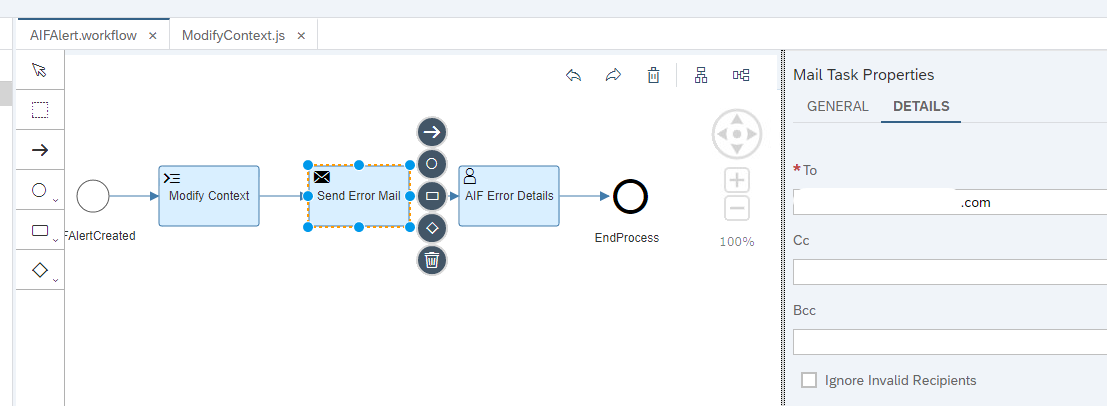 AIFAlert.workflow ×
ModifyContext.js ×
Mail Task Properties
GENERAL DETAILS
* To
.com
Cc
Bcc
Ignore Invalid Recipients
FAlertCreated
Modify Context
Send Error Mail
AIF Error Details
EndProcess
100%